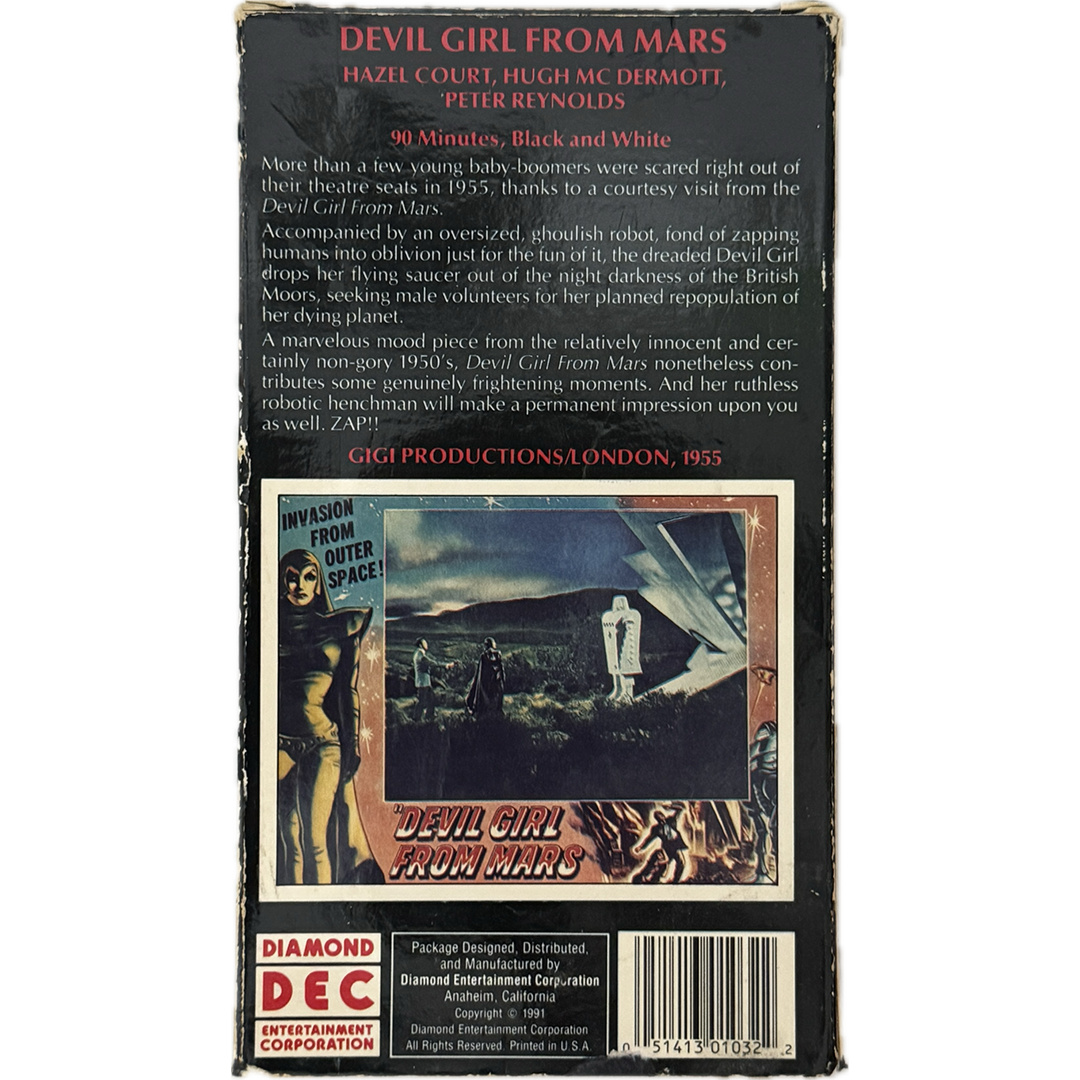 DEVIL GIRL FROM MARS
HAZEL COURT, HUGH MC DERMOTT,
PETER REYNOLDS
90 Minutes, Black and White
More than a few young baby-boomers were scared right out of
their theatre seats in 1955, thanks to a courtesy visit from the
Devil Girl From Mars.
Accompanied by an oversized, ghoulish robot, fond of zapping
humans into oblivion just for the fun of it, the dreaded Devil Girl
drops her flying saucer out of the night darkness of the British
Moors, seeking male volunteers for her planned repopulation of
her dying planet.
A marvelous mood piece from the relatively innocent and cer-
tainly non-gory 1950's, Devil Girl From Mars nonetheless con-
tributes some genuinely frightening moments. And her ruthless
robotic henchman will make a permanent impression upon you
as well. ZAP!!
GIGI PRODUCTIONS/LONDON, 1955
INVASION
FROM
OUTER
SPACE!
"DEVIL GIRL
FROM MARS
DIAMOND
DEC
ENTERTAINMENT
CORPORATION
Package Designed, Distributed,
and Manufactured by
Diamond Entertainment Corporation
Anaheim, California
Copyright © 1991
Diamond Entertainment Corporation
All Rights Reserved. Printed in U.S.A.
0 51413 01032 2